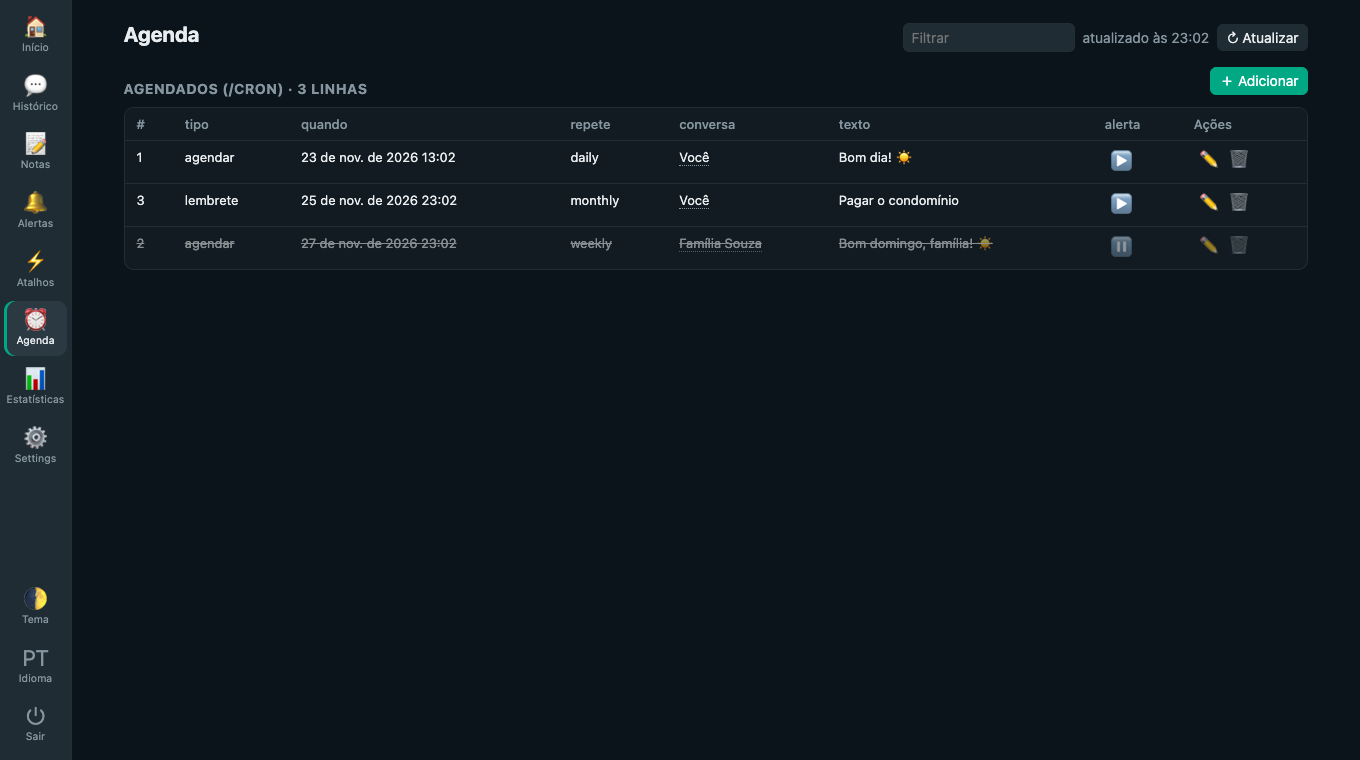 Início
Histórico
Notas
Alertas
Atalhos
Agenda
Estatísticas
Settings
Tema
PT
Idioma
Sair
Agenda
Filtrar
atualizado às 23:02
↻ Atualizar
AGENDADOS (/CRON) · 3 LINHAS
+ Adicionar
# tipo quando repete conversa texto alerta Ações
1 agendar 23 de nov. de 2026 13:02 daily Você Bom dia! ☀️
3 lembrete 25 de nov. de 2026 23:02 monthly Você Pagar o condomínio
2 agendar 27 de nov. de 2026 23:02 weekly Família Souza Bom domingo, família! ☀️